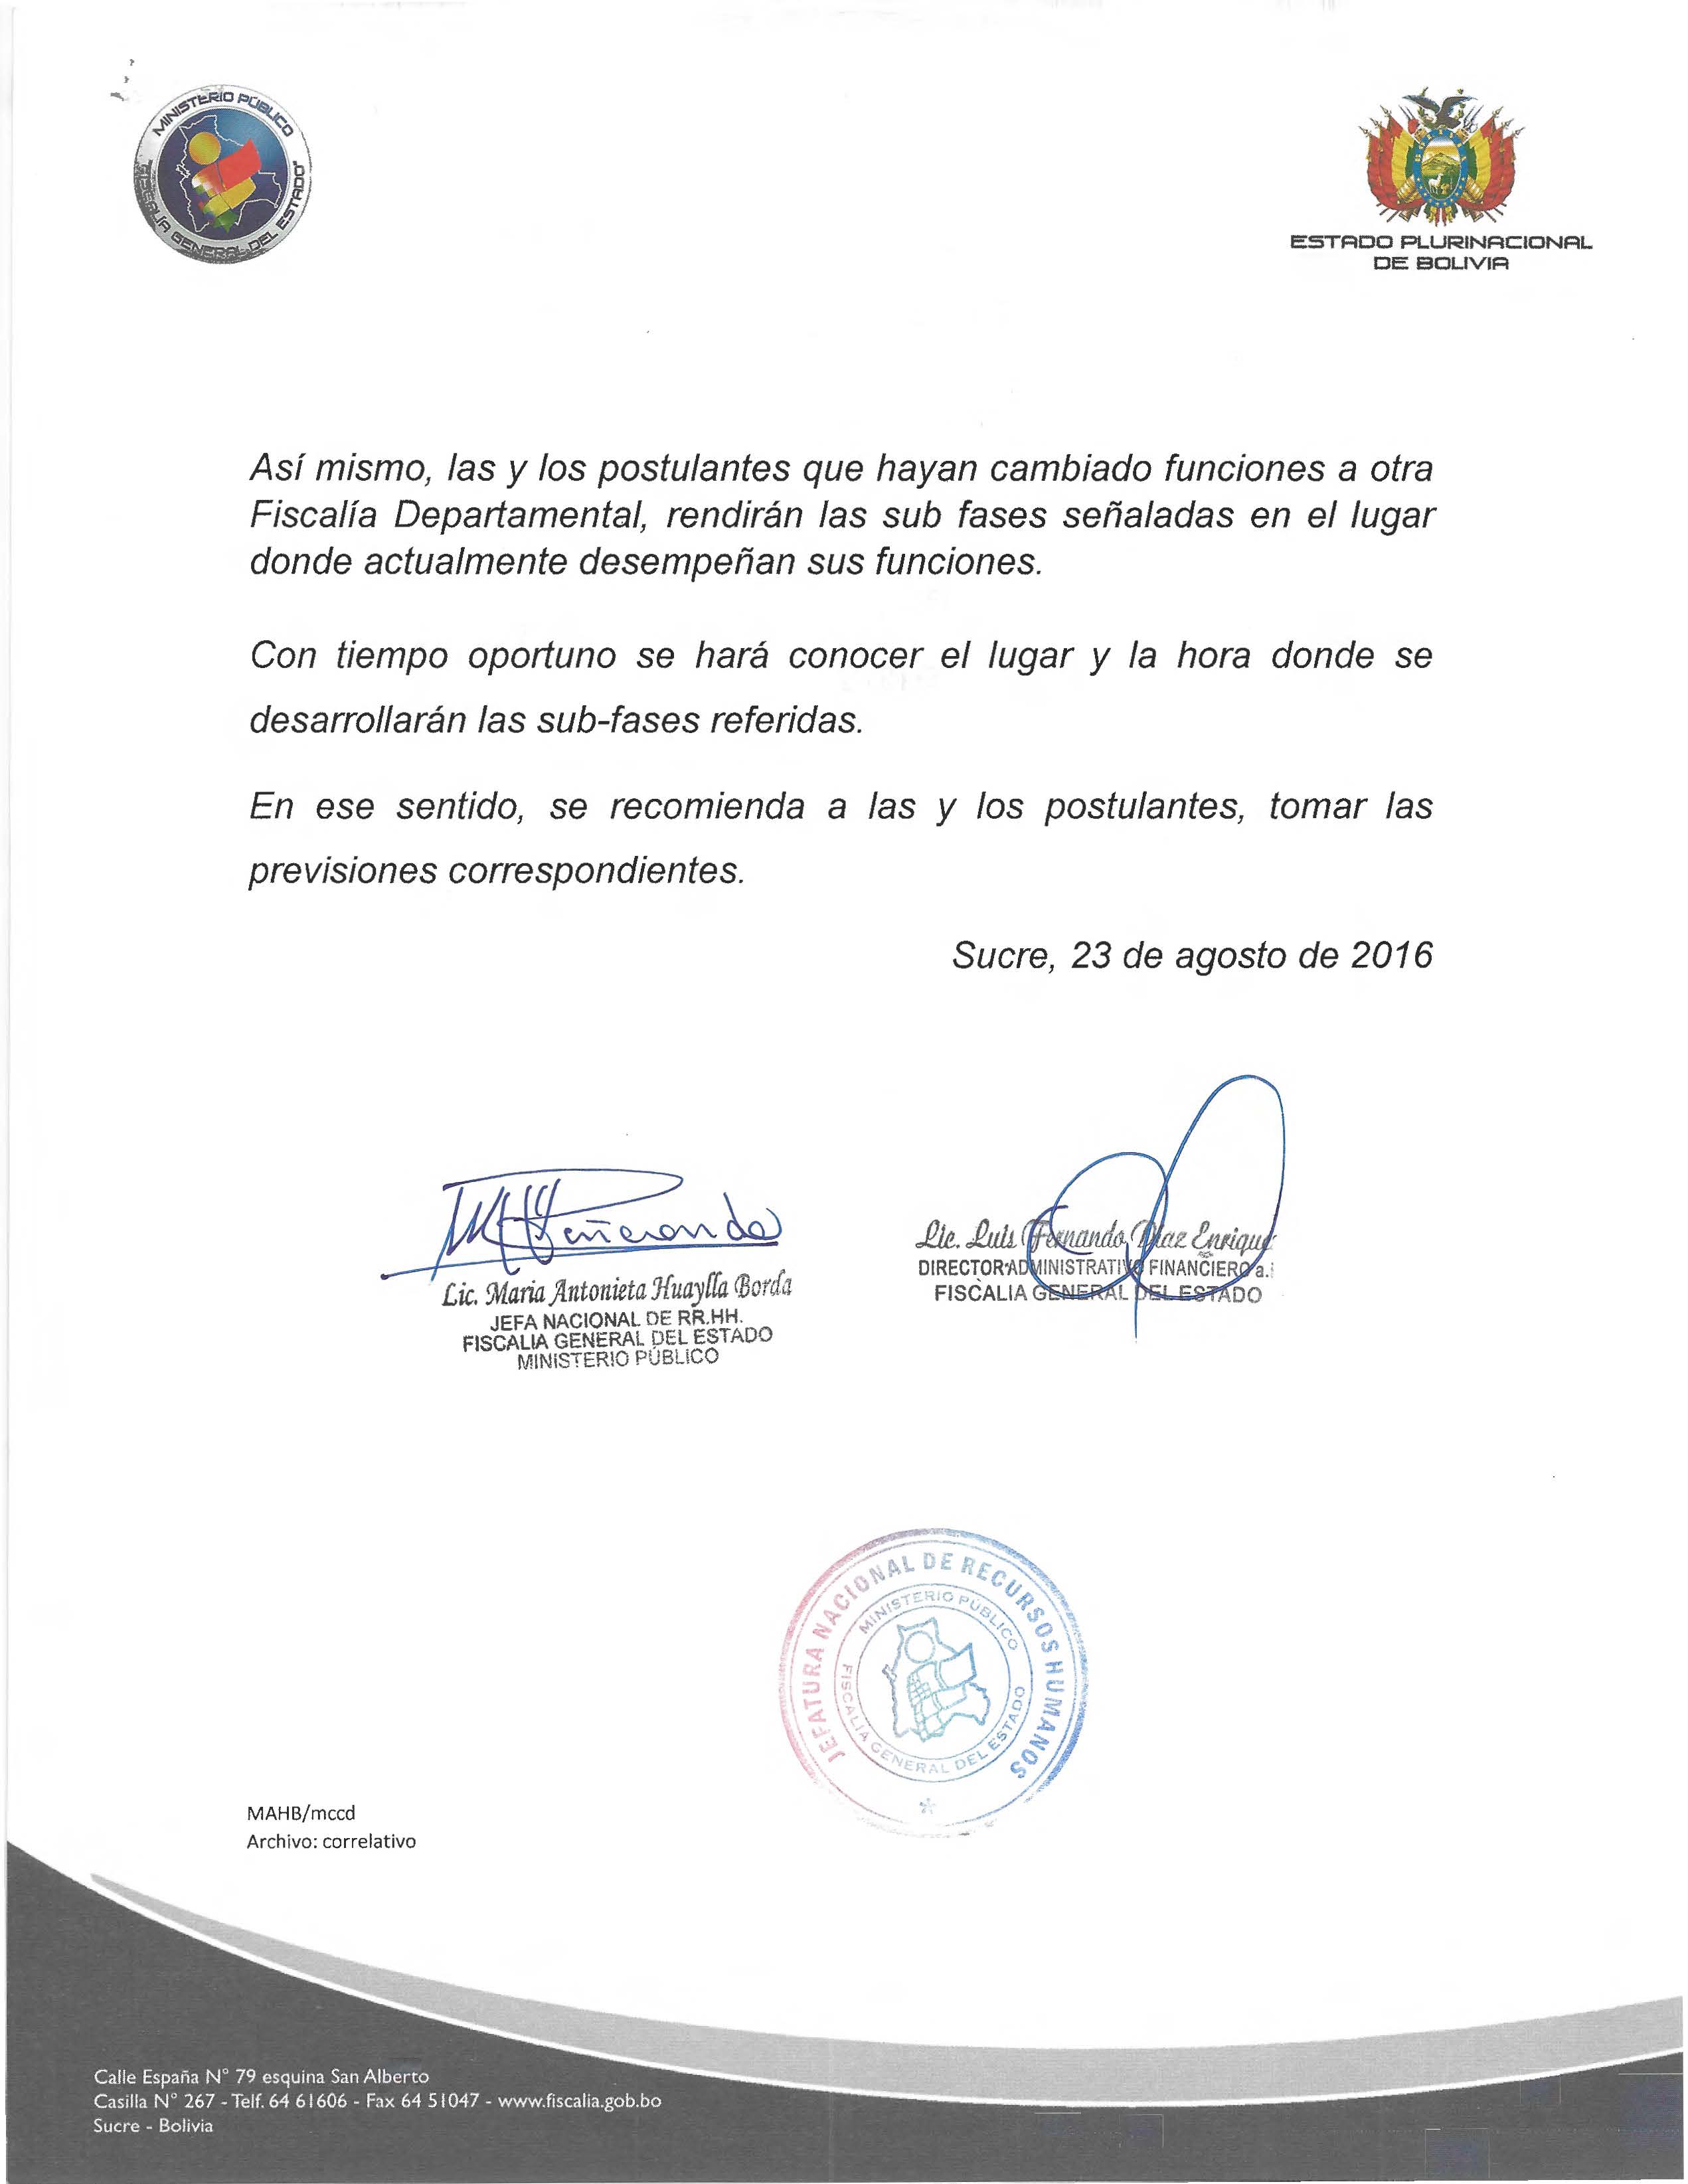 MINISTERIO PÚBLICO
FISCALÍA GENERAL DEL ESTADO
ESTADO PLURINACIONAL
DE BOLIVIA
Así mismo, las y los postulantes que hayan cambiado funciones a otra
Fiscalía Departamental, rendirán las sub fases señaladas en el lugar
donde actualmente desempeñan sus funciones.
Con tiempo oportuno se hará conocer el lugar y la hora donde se
desarrollarán las sub-fases referidas.
En ese sentido, se recomienda a las y los postulantes, tomar las
previsiones correspondientes.
Sucre, 23 de agosto de 2016
Lic. Maria Antonieta Huaylla Borda
JEFA NACIONAL DE RR.HH.
FISCALIA GENERAL DEL ESTADO
MINISTERIO PÚBLICO
Lic. Luis Fernando Diaz
DIRECTOR ADMINISTRATIVO FINANCIERO a.i
FISCALIA GENERAL DEL ESTADO
JEFATURA NACIONAL DE RECURSOS HUMANOS
MINISTERIO PÚBLICO
FISCALIA GENERAL DEL ESTADO
MAHB/mccd
Archivo: correlativo
Calle España N° 79 esquina San Alberto
Casilla N° 267 - Telf. 64 61606 - Fax 64 51047 - www.fiscalia.gob.bo
Sucre - Bolivia